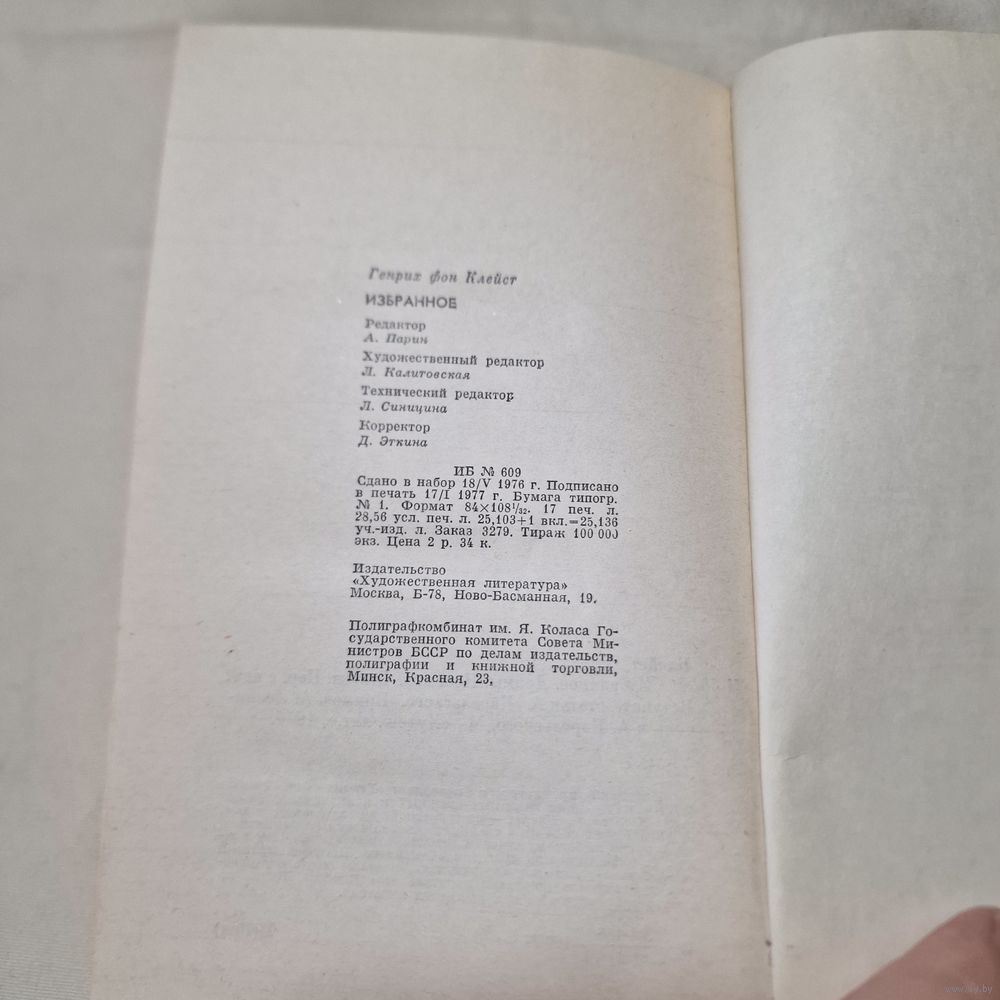 Генрих фон Клейст
ИЗБРАННОЕ
Редактор
А. Парин
Художественный редактор
Л. Калитовская
Технический редактор
Л. Синицина
Корректор
Д. Эткина
ИБ № 609
Сдано в набор 18/V 1976 г. Подписано
в печать 17/I 1977 г. Бумага типогр.
№ 1. Формат 84×108¹/₃₂. 17 печ. л.
28,56 усл. печ. л. 25,103+1 вкл.=25,136
уч.-изд. л. Заказ 3279. Тираж 100 000
экз. Цена 2 р. 34 к.
Издательство
«Художественная литература»
Москва, Б-78, Ново-Басманная, 19.
Полиграфкомбинат им. Я. Коласа Го-
сударственного комитета Совета Ми-
нистров БССР по делам издательств,
полиграфии и книжной торговли,
Минск, Красная, 23.